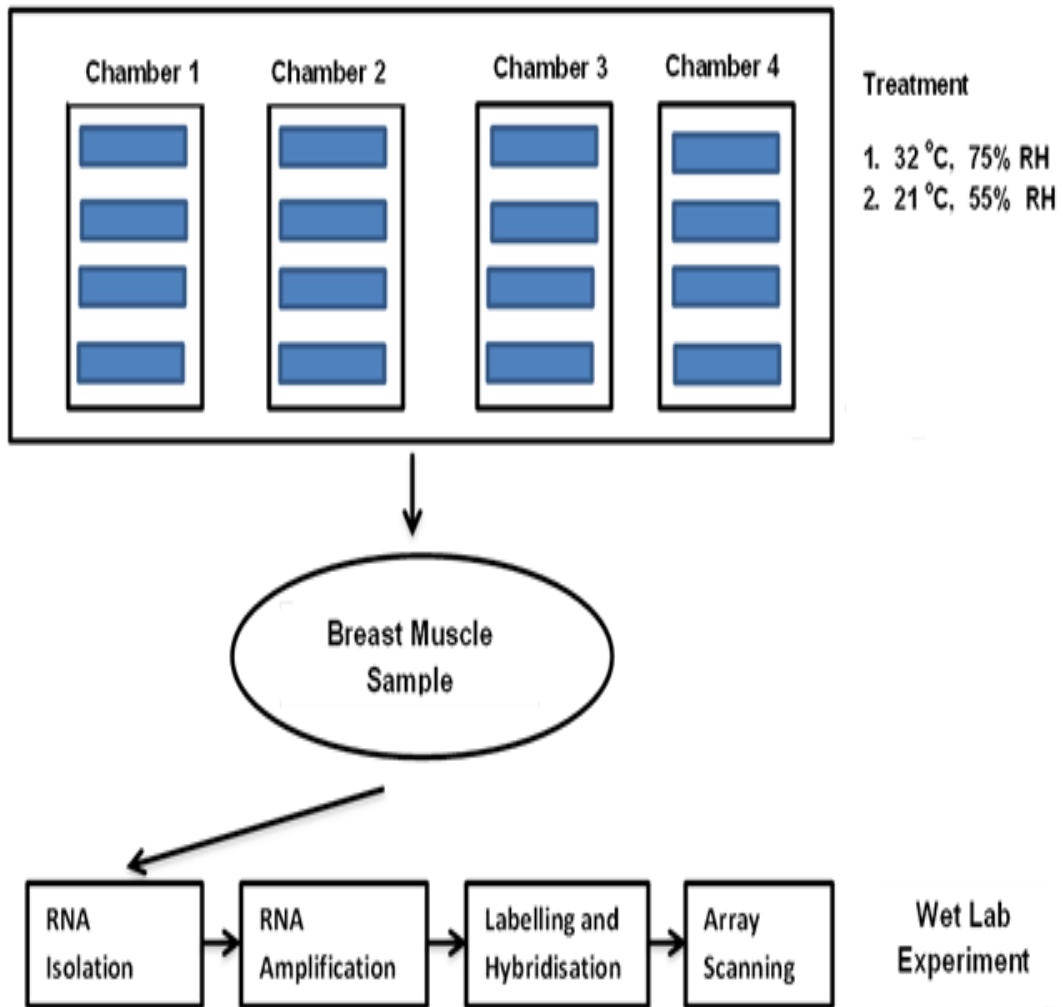 Chamber 1
Chamber 2
Chamber 3
Chamber 4
Treatment
1. 32 °C, 75% RH
2. 21 °C, 55% RH
Breast Muscle
Sample
RNA
Isolation
RNA
Amplification
Labelling and
Hybridisation
Array
Scanning
Wet Lab
Experiment